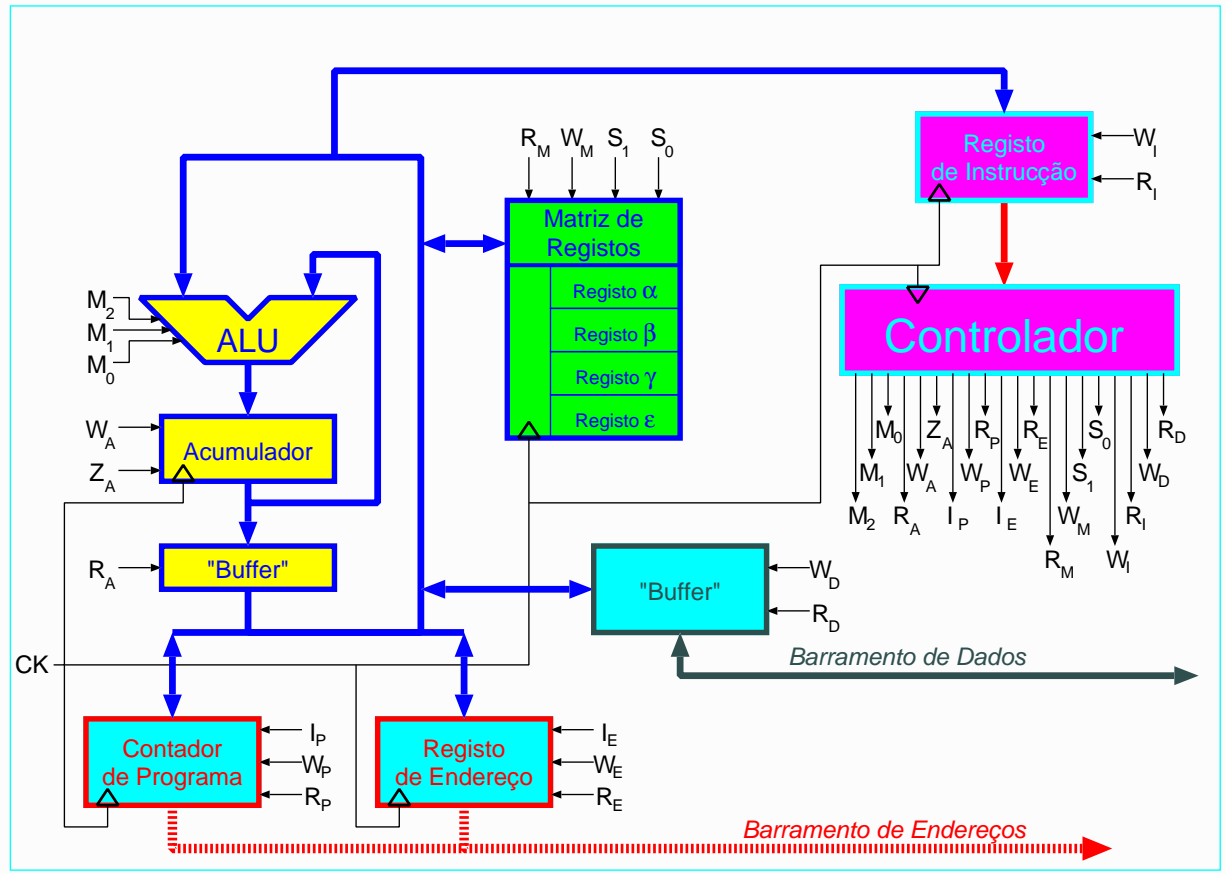 R_M W_M S_1 S_0
Registo
de Instrucção
W_I
R_I
Matriz de
Registos
Registo α
Registo β
Registo γ
Registo ε
M_2
M_1
M_0
ALU
Controlador
M_0 Z_A R_P R_E S_0 R_D
M_1 W_A W_P W_E S_1 W_D
M_2 R_A I_P I_E W_M R_I
R_M W_I
W_A
Z_A
Acumulador
R_A
"Buffer"
"Buffer"
W_D
R_D
CK
Barramento de Dados
Contador
de Programa
I_P
W_P
R_P
Registo
de Endereço
I_E
W_E
R_E
Barramento de Endereços